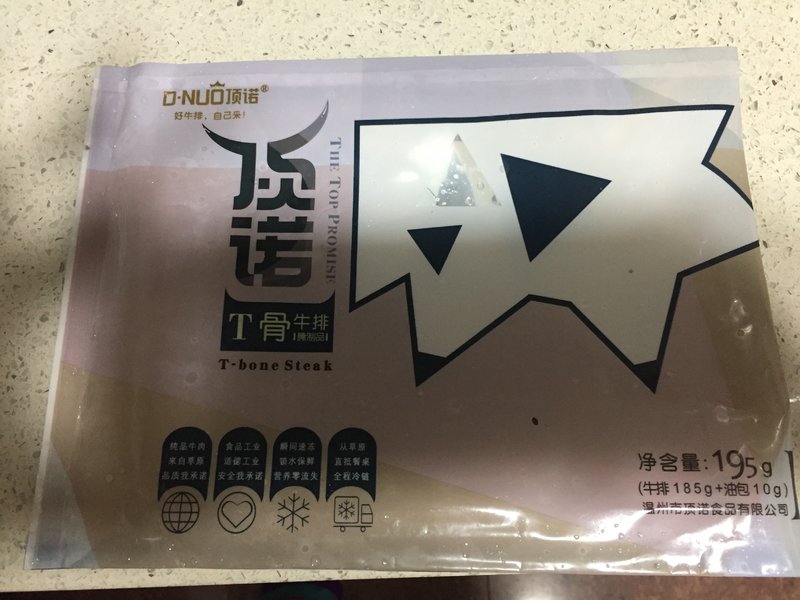 D·NUO顶诺®
好牛排，自己来！
顶诺
THE TOP PROMISE
T骨牛排
[腌制品]
T-bone Steak
纯品牛肉
来自草原
品质我承诺
食品工业
道德工业
安全我承诺
瞬间速冻
锁水保鲜
营养零流失
从草原
直抵餐桌
全程冷链
净含量:195g
(牛排185g+油包10g)
温州市顶诺食品有限公司